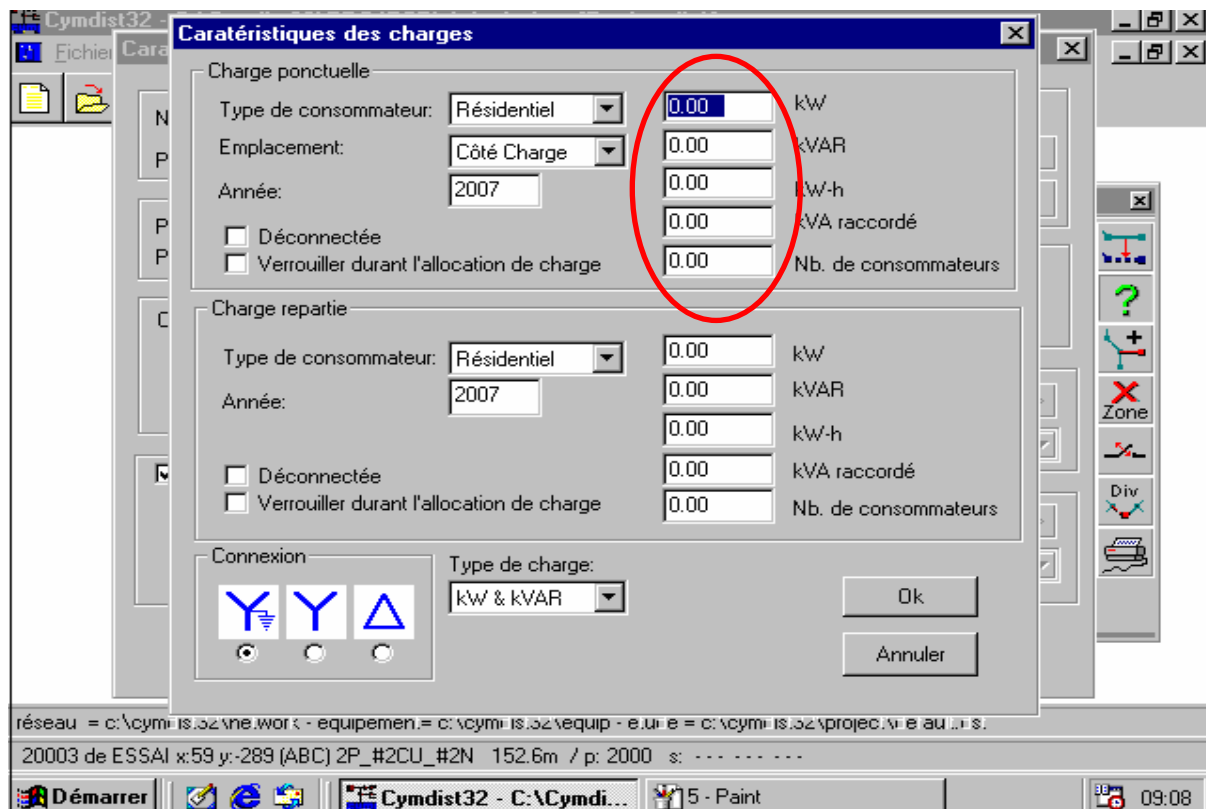 Cymdist32 -
Caratéristiques des charges
Fichier
Cara
Charge ponctuelle
Type de consommateur: Résidentiel 0.00 kW
Emplacement: Côté Charge 0.00 kVAR
Année: 2007 0.00 kW-h
Déconnectée 0.00 kVA raccordé
Verrouiller durant l'allocation de charge 0.00 Nb. de consommateurs
N
P
P
P
C
Charge repartie
Type de consommateur: Résidentiel 0.00 kW
Année: 2007 0.00 kVAR
0.00 kW-h
Déconnectée 0.00 kVA raccordé
Verrouiller durant l'allocation de charge 0.00 Nb. de consommateurs
Connexion
Type de charge:
kW & kVAR
Ok
Annuler
Zone
Div
réseau = c:\cym
20003 de ESSAI x:59 y:-289 (ABC) 2P_#2CU_#2N 152.6m / p: 2000 s: --- --- ---
Démarrer Cymdist32 - C:\Cymdi... 5 - Paint 09:08